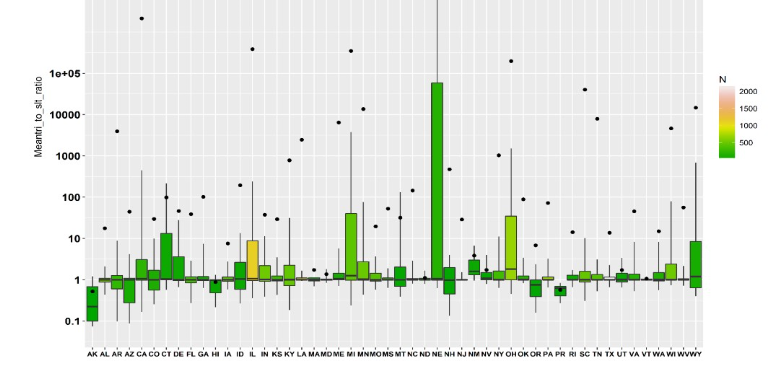 Meantri_to_slt_ratio
1e+05
10000
1000
100
10
1
0.1
AK AL AR AZ CA CO CT DE FL GA HI IA ID IL IN KS KY LA MA MD ME MI MN MO MS MT NC ND NE NH NJ NM NV NY OH OK OR PA PR RI SC TN TX UT VA VT WA WI WV WY
N
2000
1500
1000
500